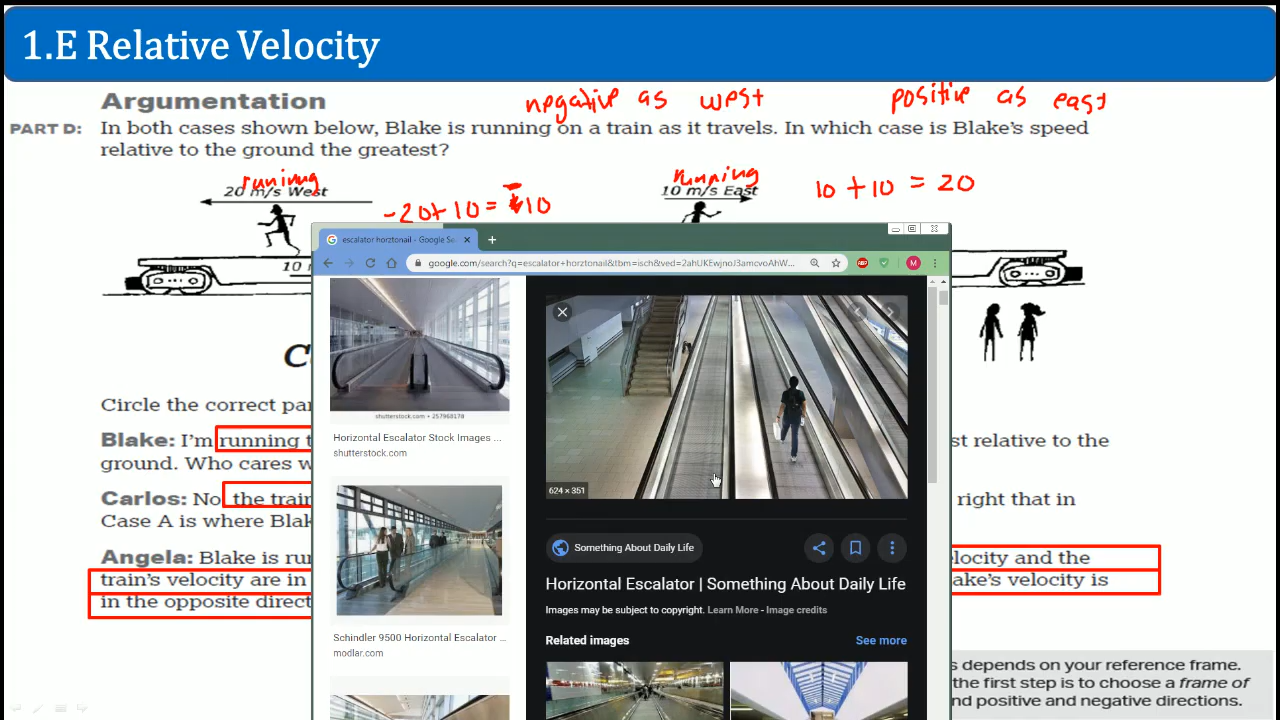 1.E Relative Velocity
Argumentation
negative as west
positive as east
PART D: In both cases shown below, Blake is running on a train as it travels. In which case is Blake's speed
relative to the ground the greatest?
running
20 m/s West
-20+10 = -10
running
10 m/s East
10 +10 = 20
10 m
escalator horztonail - Google Se
google.com/search?q=escalator+horztonail&tbm=isch&ved=2ahUKEwjnoJ3amcvoAhW...
ABP
M
C
shutterstock.com • 257968178
Horizontal Escalator Stock Images ...
shutterstock.com
Circle the correct par
Blake: I'm running t
st relative to the
ground. Who cares w
Carlos: No, the train
right that in
Case A is where Blak
624 × 351
Angela: Blake is ru
elocity and the
train's velocity are in
ake's velocity is
in the opposite direct
Something About Daily Life
Horizontal Escalator | Something About Daily Life
Images may be subject to copyright. Learn More - Image credits
Schindler 9500 Horizontal Escalator ...
modlar.com
Related images
See more
s depends on your reference frame.
the first step is to choose a frame of
nd positive and negative directions.